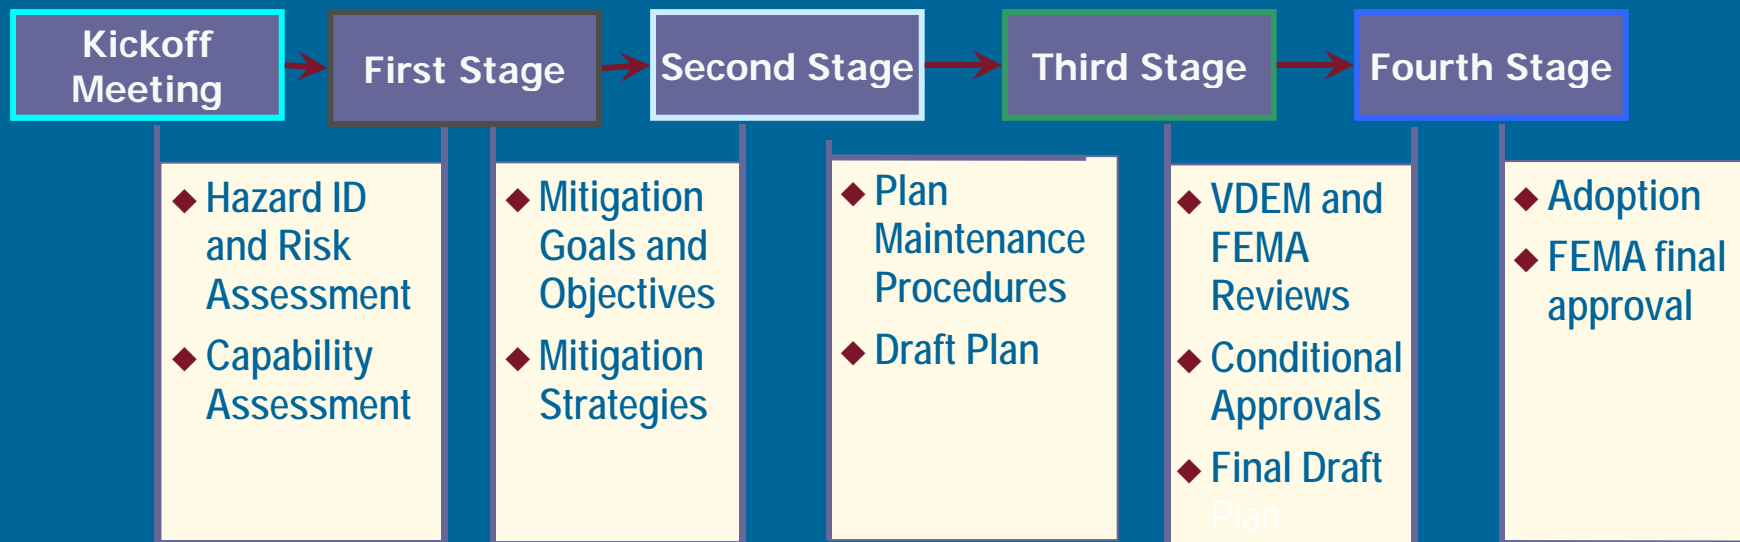 Kickoff
Meeting
First Stage
Second Stage
Third Stage
Fourth Stage
Hazard ID
and Risk
Assessment
Capability
Assessment
Mitigation
Goals and
Objectives
Mitigation
Strategies
Plan
Maintenance
Procedures
Draft Plan
VDEM and
FEMA
Reviews
Conditional
Approvals
Final Draft
Plan
Adoption
FEMA final
approval